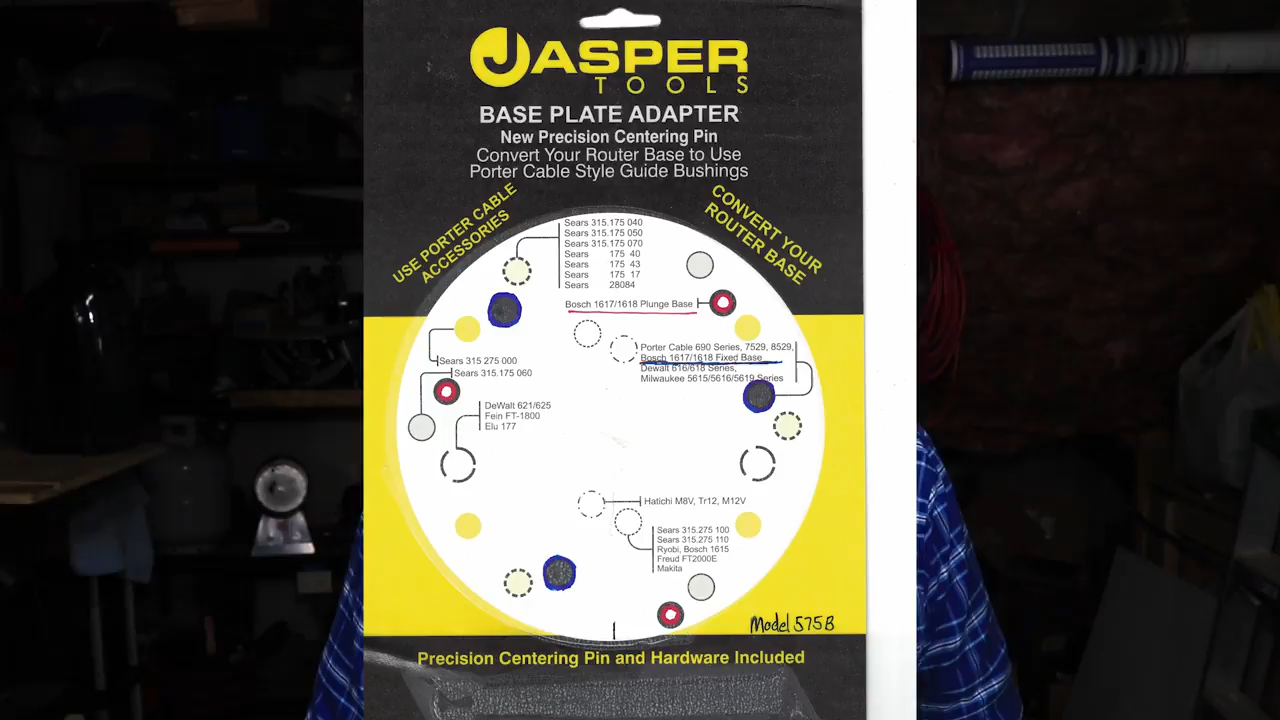 JASPER
TOOLS
BASE PLATE ADAPTER
New Precision Centering Pin
Convert Your Router Base to Use
Porter Cable Style Guide Bushings
USE PORTER CABLE
ACCESSORIES
CONVERT YOUR
ROUTER BASE
Sears 315.175 040
Sears 315.175 050
Sears 315.175 070
Sears 175 40
Sears 175 43
Sears 175 17
Sears 28084
Bosch 1617/1618 Plunge Base
Porter Cable 690 Series, 7529, 8529,
Bosch 1617/1618 Fixed Base
Dewalt 616/618 Series,
Milwaukee 5615/5616/5619 Series
Sears 315 275 000
Sears 315.175 060
DeWalt 621/625
Fein FT-1800
Elu 177
Hatichi M8V, Tr12, M12V
Sears 315.275 100
Sears 315.275 110
Ryobi, Bosch 1615
Freud FT2000E
Makita
Model 575B
Precision Centering Pin and Hardware Included